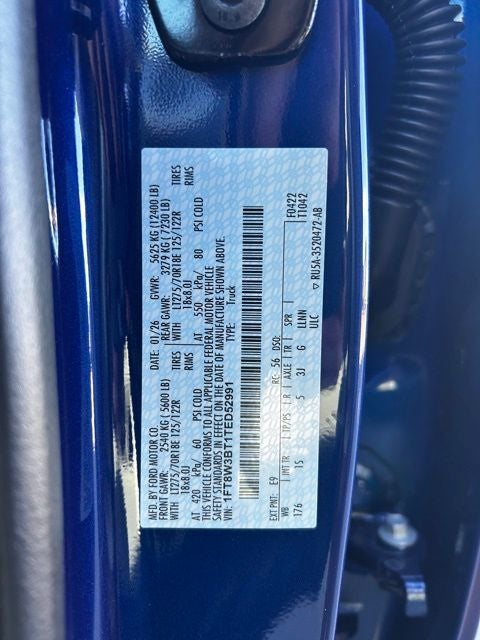 MFD. BY FORD MOTOR CO. DATE: 01/26 GVWR: 5625 KG (12400 LB)
FRONT GAWR: 2540 KG (5600 LB) REAR GAWR: 3279 KG (7230 LB)
WITH LT275/70R18E 125/122R TIRES WITH LT275/70R18E 125/122R TIRES
18x8.0J RIMS 18x8.0J RIMS
AT 420 kPa/ 60 PSI COLD AT 550 kPa/ 80 PSI COLD
THIS VEHICLE CONFORMS TO ALL APPLICABLE FEDERAL MOTOR VEHICLE
SAFETY STANDARDS IN EFFECT ON THE DATE OF MANUFACTURE SHOWN ABOVE.
VIN: 1FT8W3BT1TED52991 TYPE: Truck
F0422
T1042
EXT PNT: E9 RC: 56 DSO:
WB INT TR TP/PS R AXLE TR SPR
176 15 5 3J G LLNN
ULC
RU5A-3520472-AB